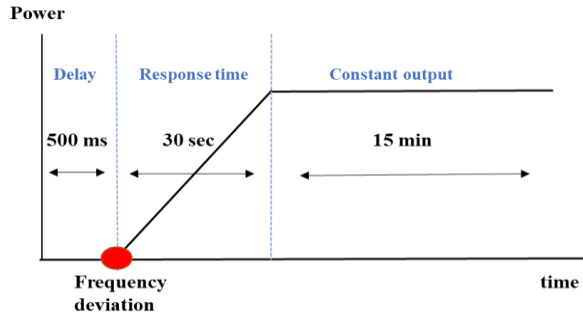 Power
Delay
Response time
Constant output
500 ms
30 sec
15 min
Frequency
deviation
time